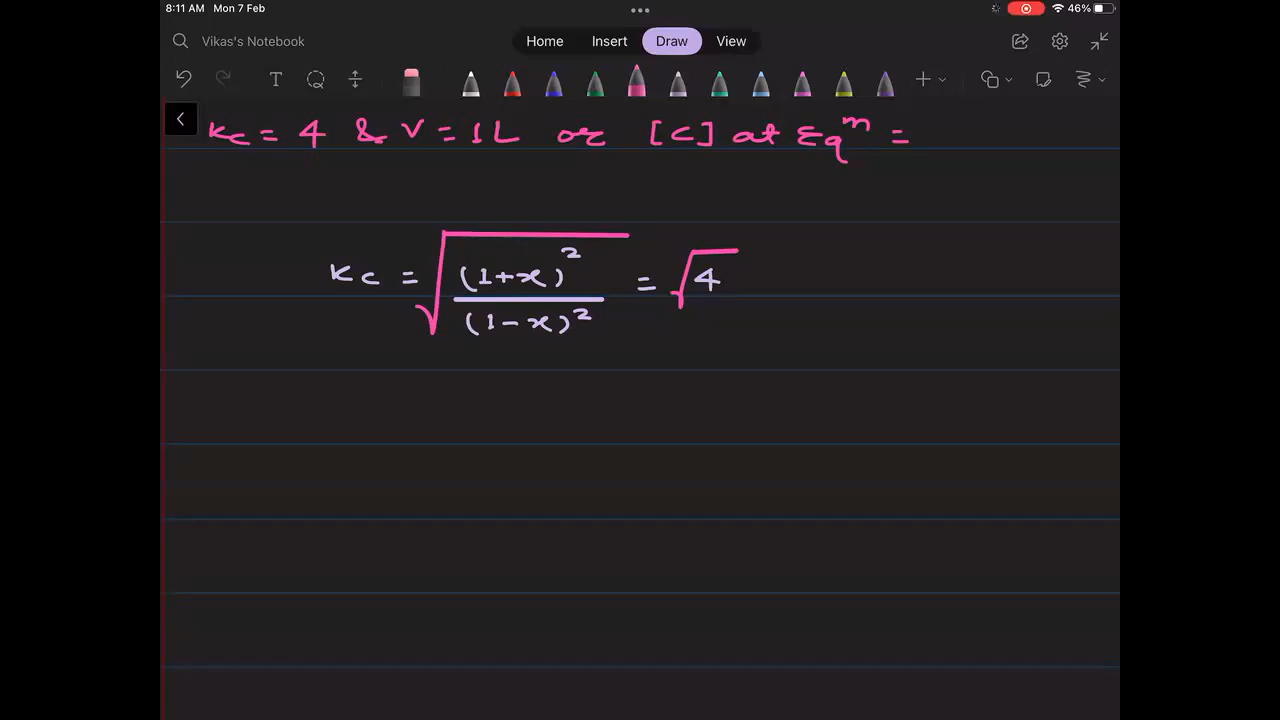 8:11 AM Mon 7 Feb
46%
Vikas's Notebook
Home Insert Draw View
Kc = 4 & V = 1L or [C] at Eqᵐ =
Kc = √((1+x)² / (1-x)²) = √4